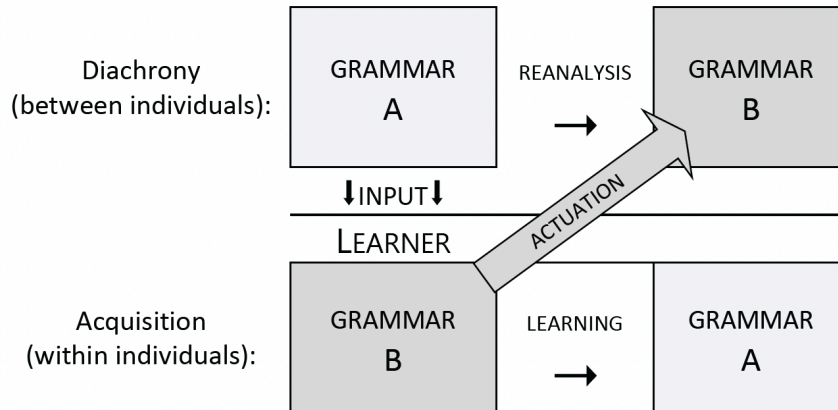 Diachrony
(between individuals):
GRAMMAR
A
REANALYSIS
GRAMMAR
B
INPUT
ACTUATION
LEARNER
Acquisition
(within individuals):
GRAMMAR
B
LEARNING
GRAMMAR
A